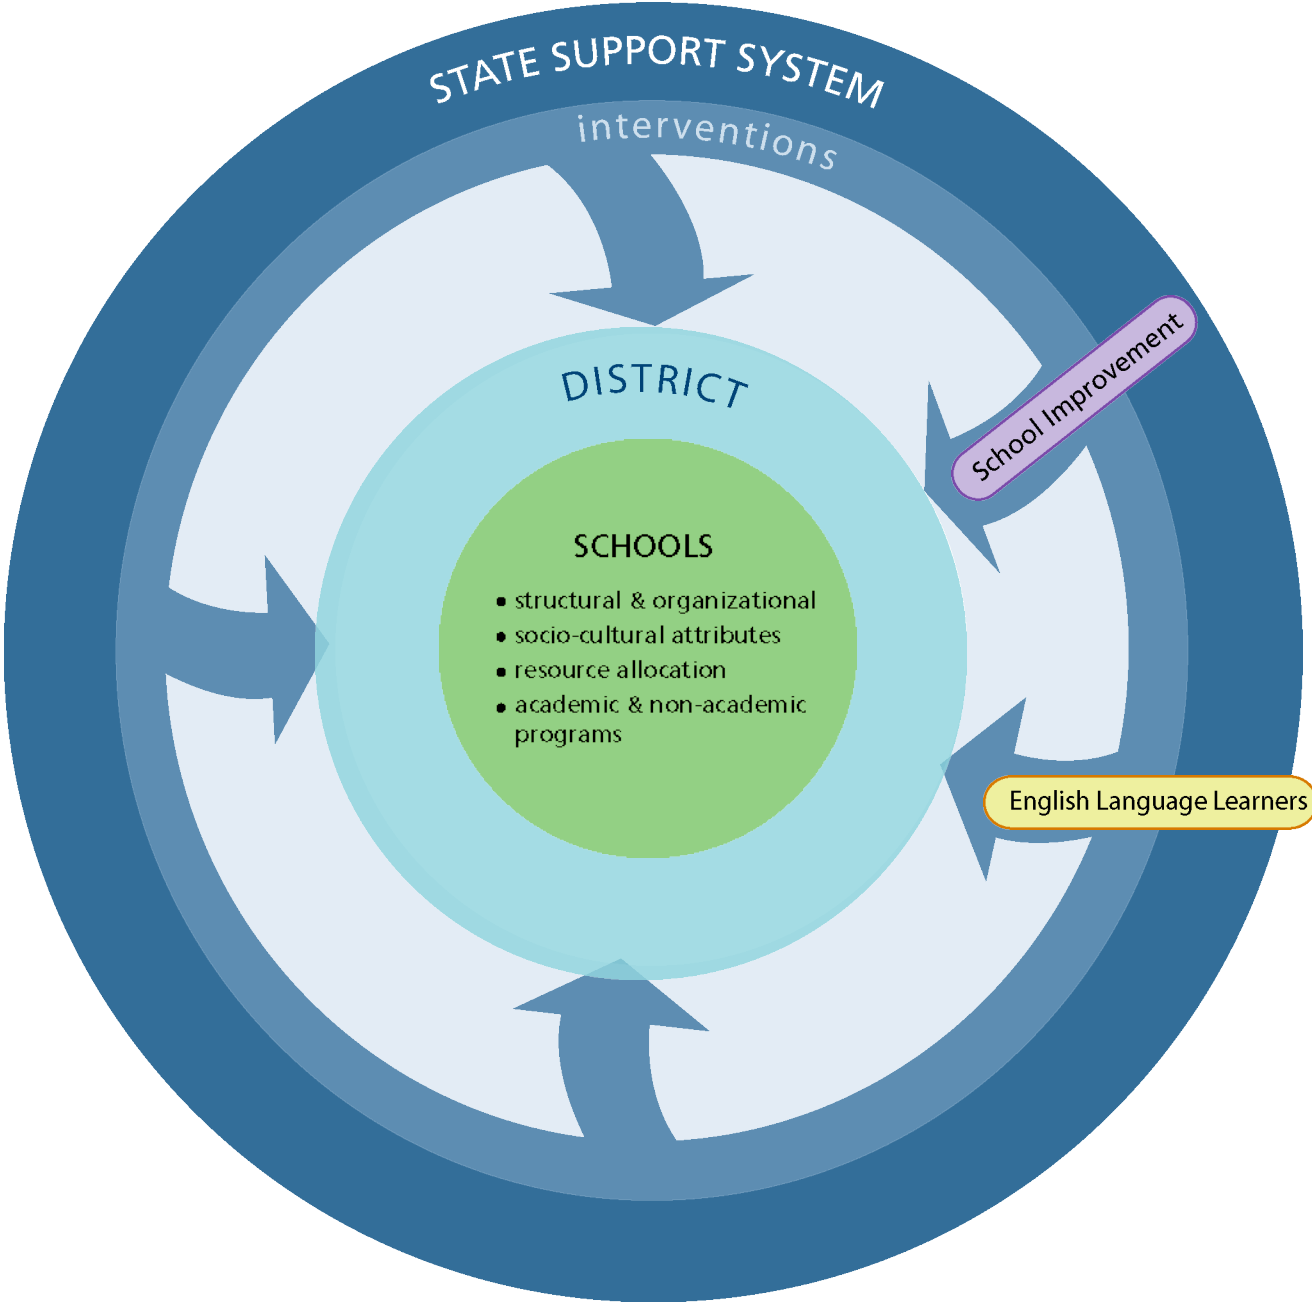 STATE SUPPORT SYSTEM
interventions
School Improvement
DISTRICT
SCHOOLS
• structural & organizational
• socio-cultural attributes
• resource allocation
• academic & non-academic
programs
English Language Learners